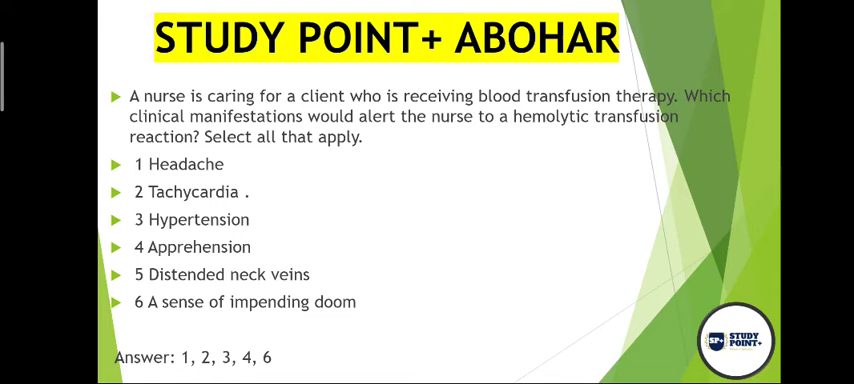 STUDY POINT+ ABOHAR
A nurse is caring for a client who is receiving blood transfusion therapy. Which
clinical manifestations would alert the nurse to a hemolytic transfusion
reaction? Select all that apply.
1 Headache
2 Tachycardia .
3 Hypertension
4 Apprehension
5 Distended neck veins
6 A sense of impending doom
Answer: 1, 2, 3, 4, 6
SP+
STUDY
POINT+